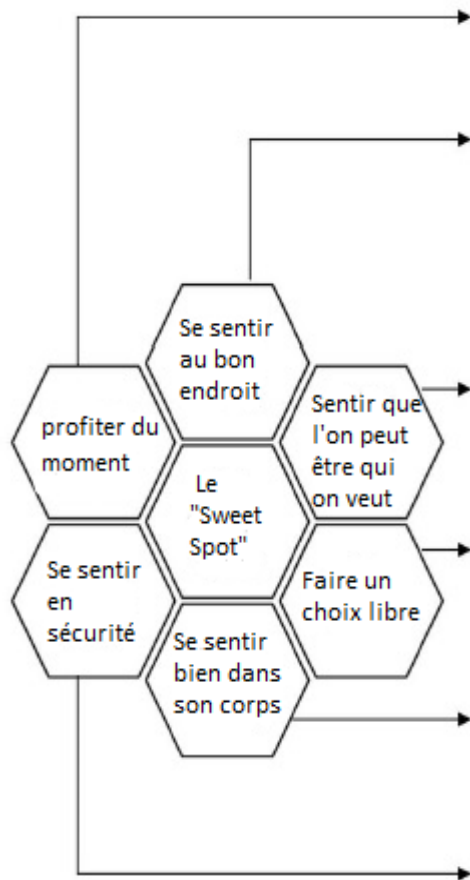 Se sentir
au bon
endroit
profiter du
moment
Sentir que
l'on peut
être qui
on veut
Le
"Sweet
Spot"
Se sentir
en
sécurité
Faire un
choix libre
Se sentir
bien dans
son corps